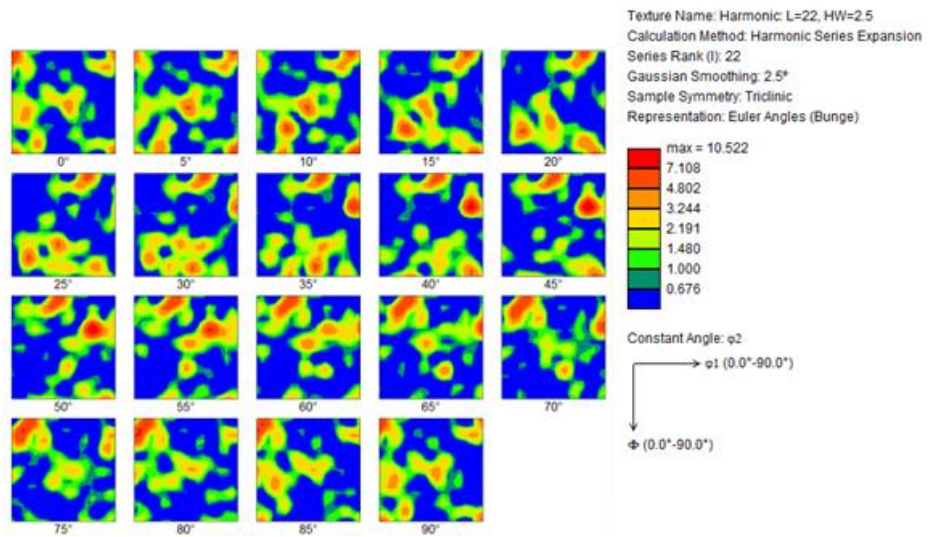 Texture Name: Harmonic: L=22, HW=2.5
Calculation Method: Harmonic Series Expansion
Series Rank (l): 22
Gaussian Smoothing: 2.5°
Sample Symmetry: Triclinic
Representation: Euler Angles (Bunge)
max = 10.522
7.108
4.802
3.244
2.191
1.480
1.000
0.676
Constant Angle: φ2
φ1 (0.0°-90.0°)
Φ (0.0°-90.0°)
0° 5° 10° 15° 20°
25° 30° 35° 40° 45°
50° 55° 60° 65° 70°
75° 80° 85° 90°